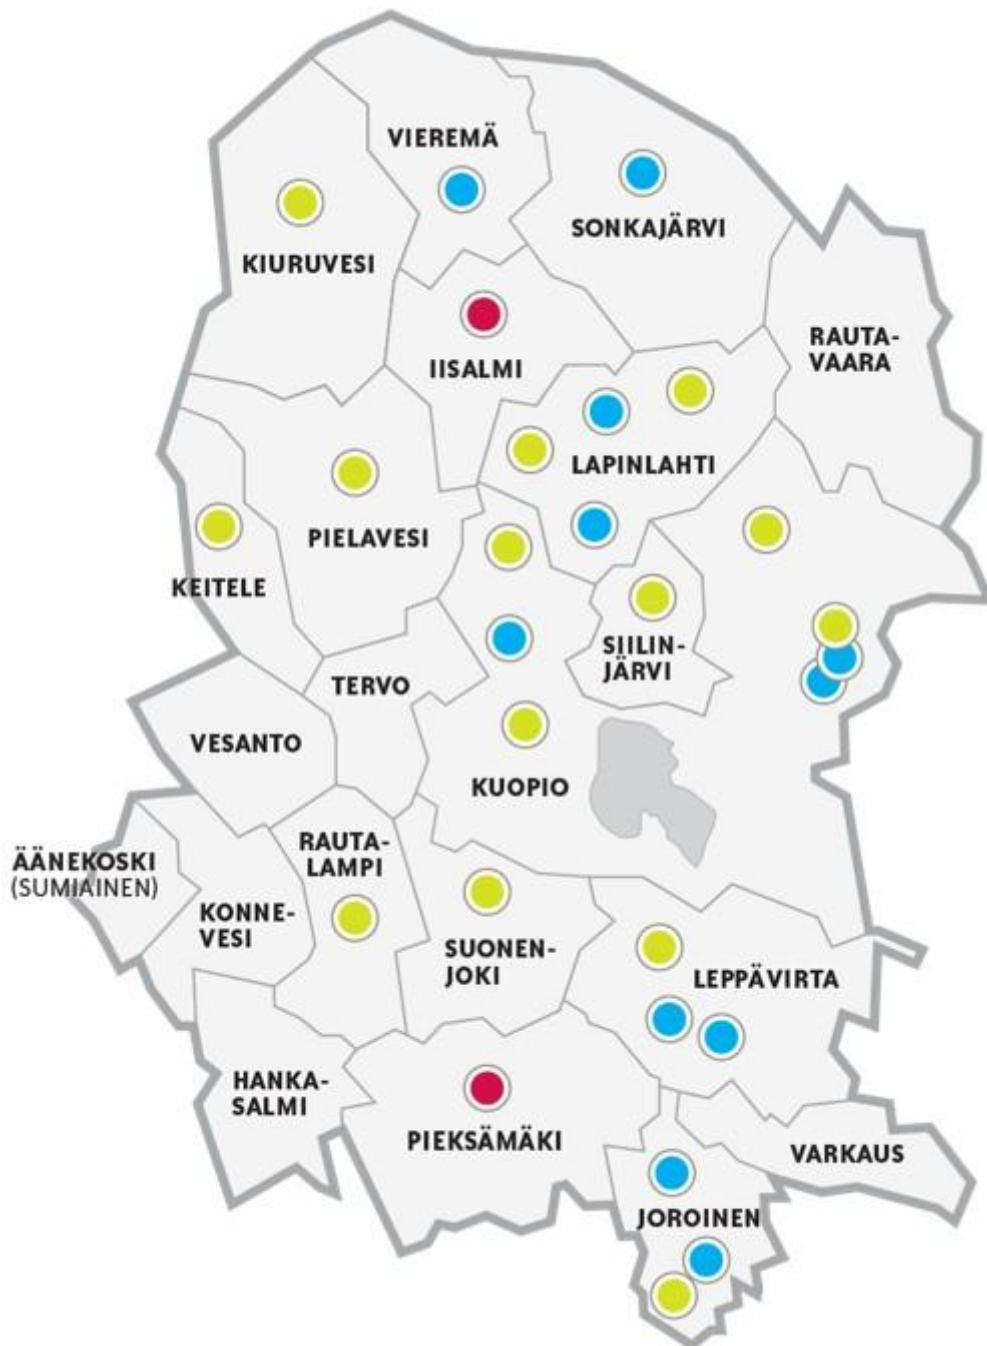 VIEREMÄ
SONKAJÄRVI
KIURUVESI
RAUTA-
VAARA
IISALMI
LAPINLAHTI
PIELAVESI
KEITELE
SIILIN-
JÄRVI
TERVO
VESANTO
KUOPIO
RAUTA-
LAMPI
ÄÄNEKOSKI
(SUMIAINEN)
KONNE-
VESI
SUONEN-
JOKI
LEPPÄVIRTA
HANKA-
SALMI
PIEKSÄMÄKI
VARKAUS
JOROINEN